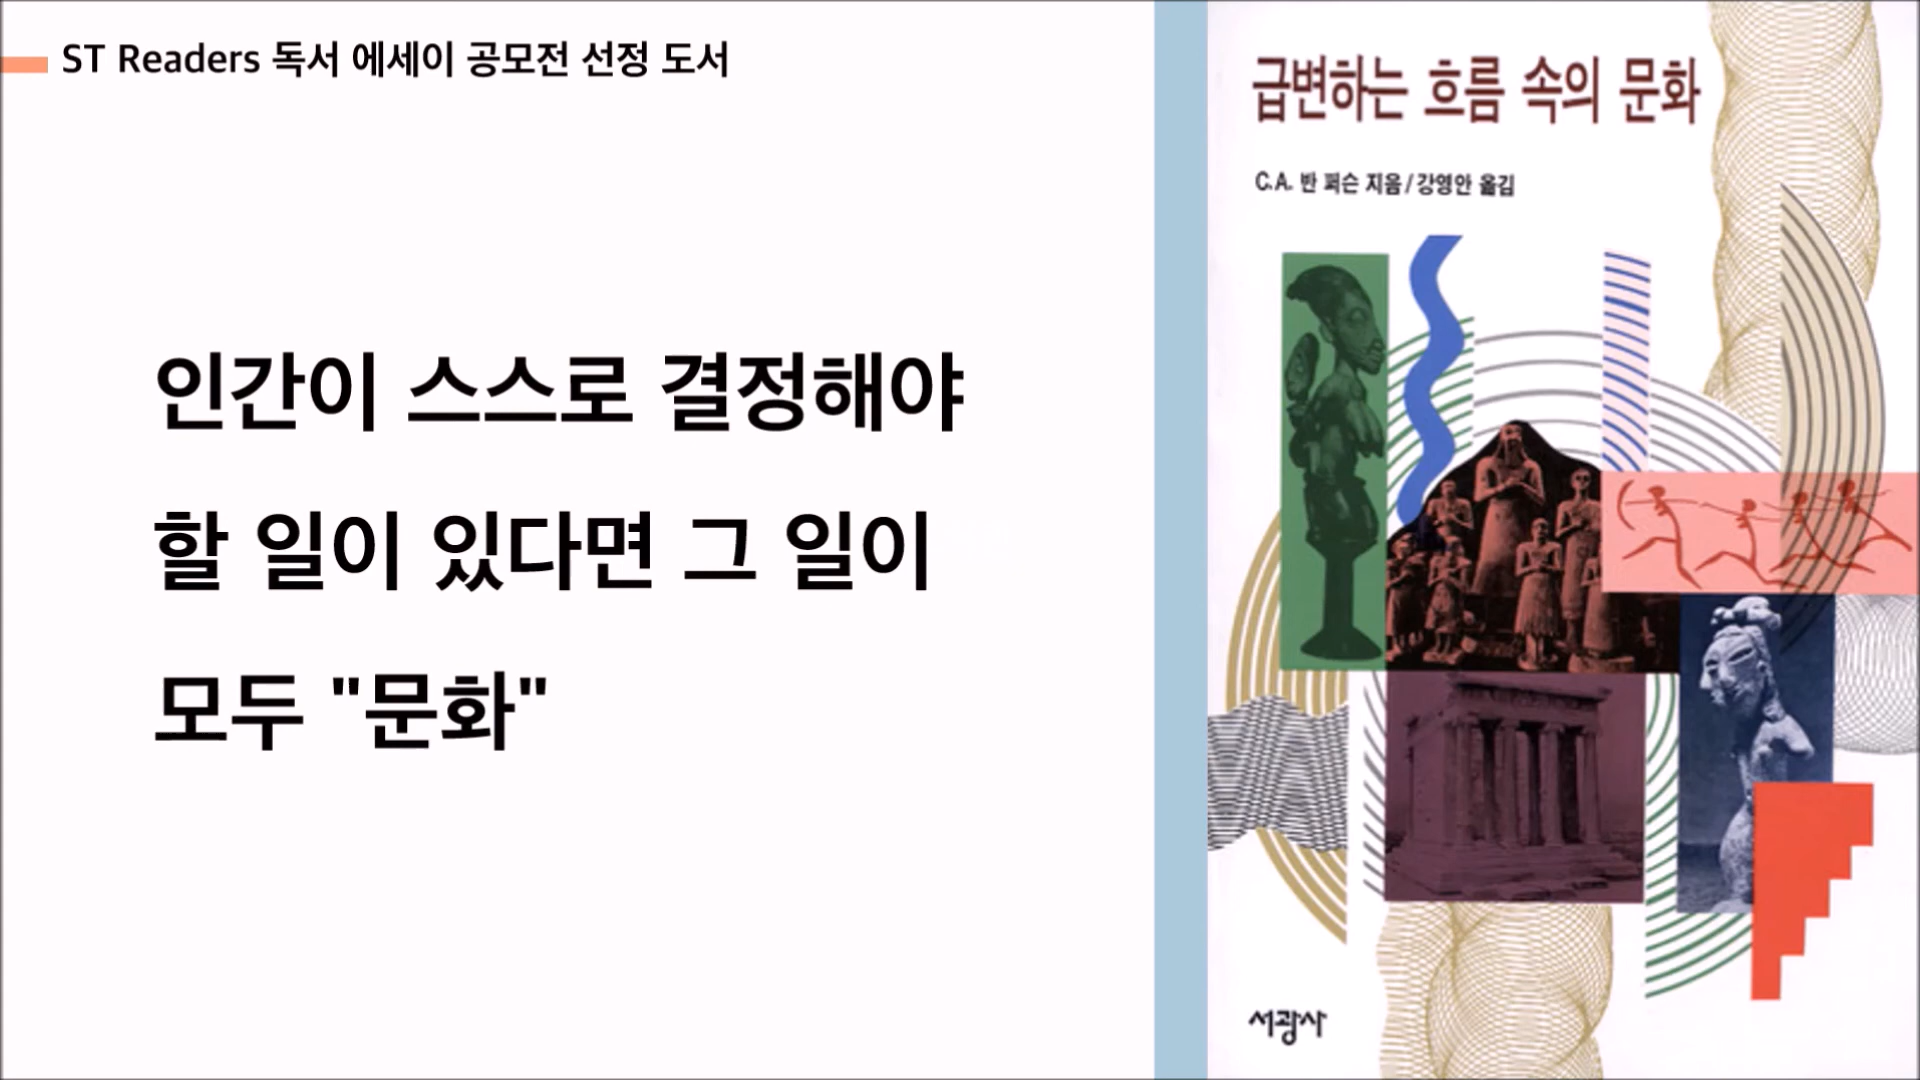 ST Readers 독서 에세이 공모전 선정 도서
인간이 스스로 결정해야
할 일이 있다면 그 일이
모두 "문화"
급변하는 흐름 속의 문화
C.A. 반 퍼슨 지음/강영안 옮김
서광사